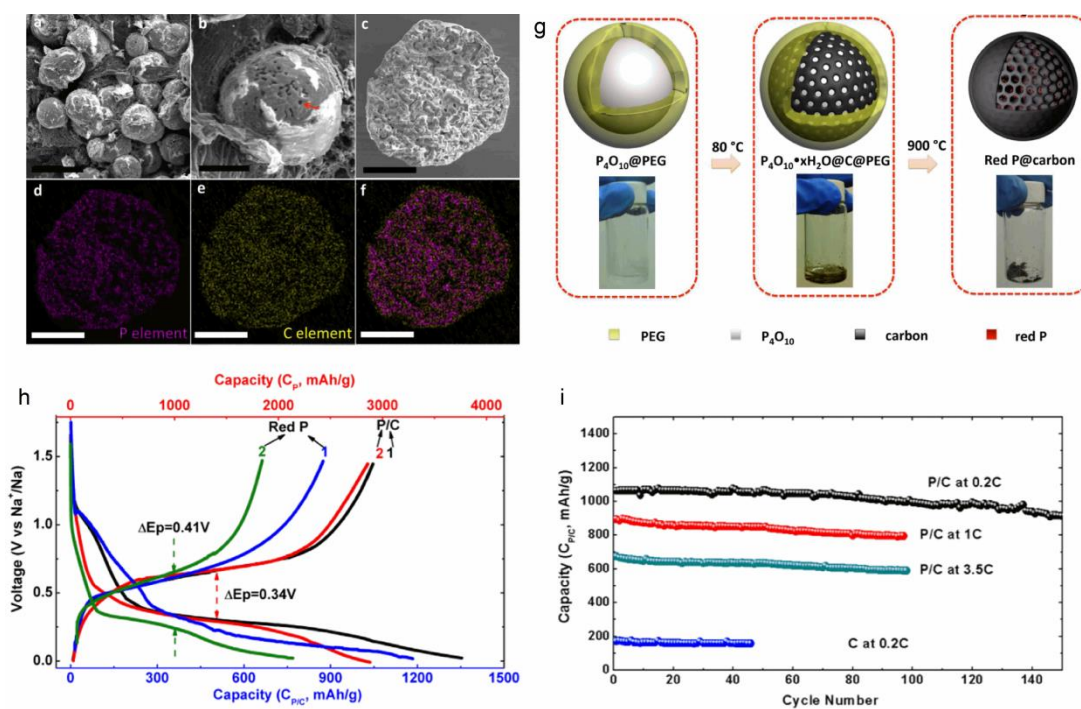 a
b
c
d
P element
e
C element
f
g
P₄O₁₀@PEG
80 °C
P₄O₁₀•xH₂O@C@PEG
900 °C
Red P@carbon
PEG
P₄O₁₀
carbon
red P
h
Capacity (C_P, mAh/g)
0 1000 2000 3000 4000
Red P
P/C
2 1 2 1
ΔEp=0.41V
ΔEp=0.34V
Voltage (V vs Na⁺/Na)
1.5
1.0
0.5
0.0
0 300 600 900 1200 1500
Capacity (C_P/C, mAh/g)
i
Capacity (C_P/C, mAh/g)
1400
1200
1000
800
600
400
200
0
P/C at 0.2C
P/C at 1C
P/C at 3.5C
C at 0.2C
0 20 40 60 80 100 120 140
Cycle Number